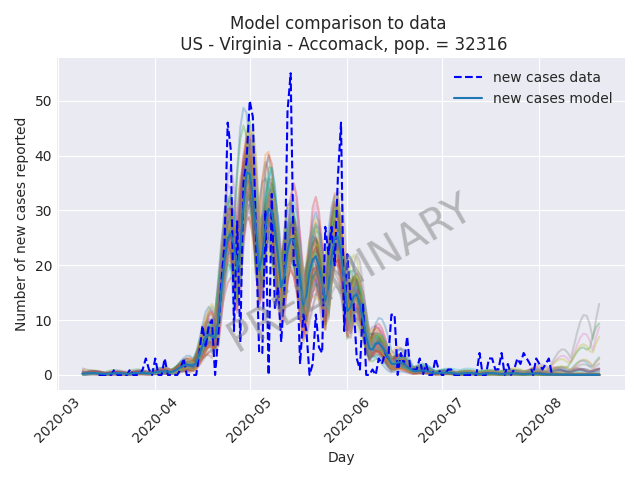 Model comparison to data
US - Virginia - Accomack, pop. = 32316
new cases data
new cases model
Number of new cases reported
50
40
30
20
10
0
PRELIMINARY
2020-03
2020-04
2020-05
2020-06
2020-07
2020-08
Day